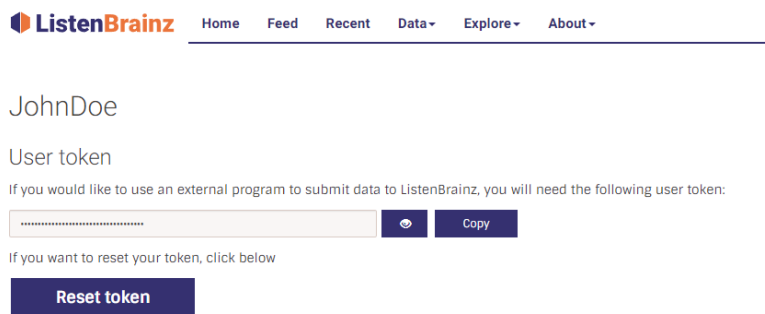 ListenBrainz Home Feed Recent Data Explore About
JohnDoe
User token
If you would like to use an external program to submit data to ListenBrainz, you will need the following user token:
Copy
If you want to reset your token, click below
Reset token